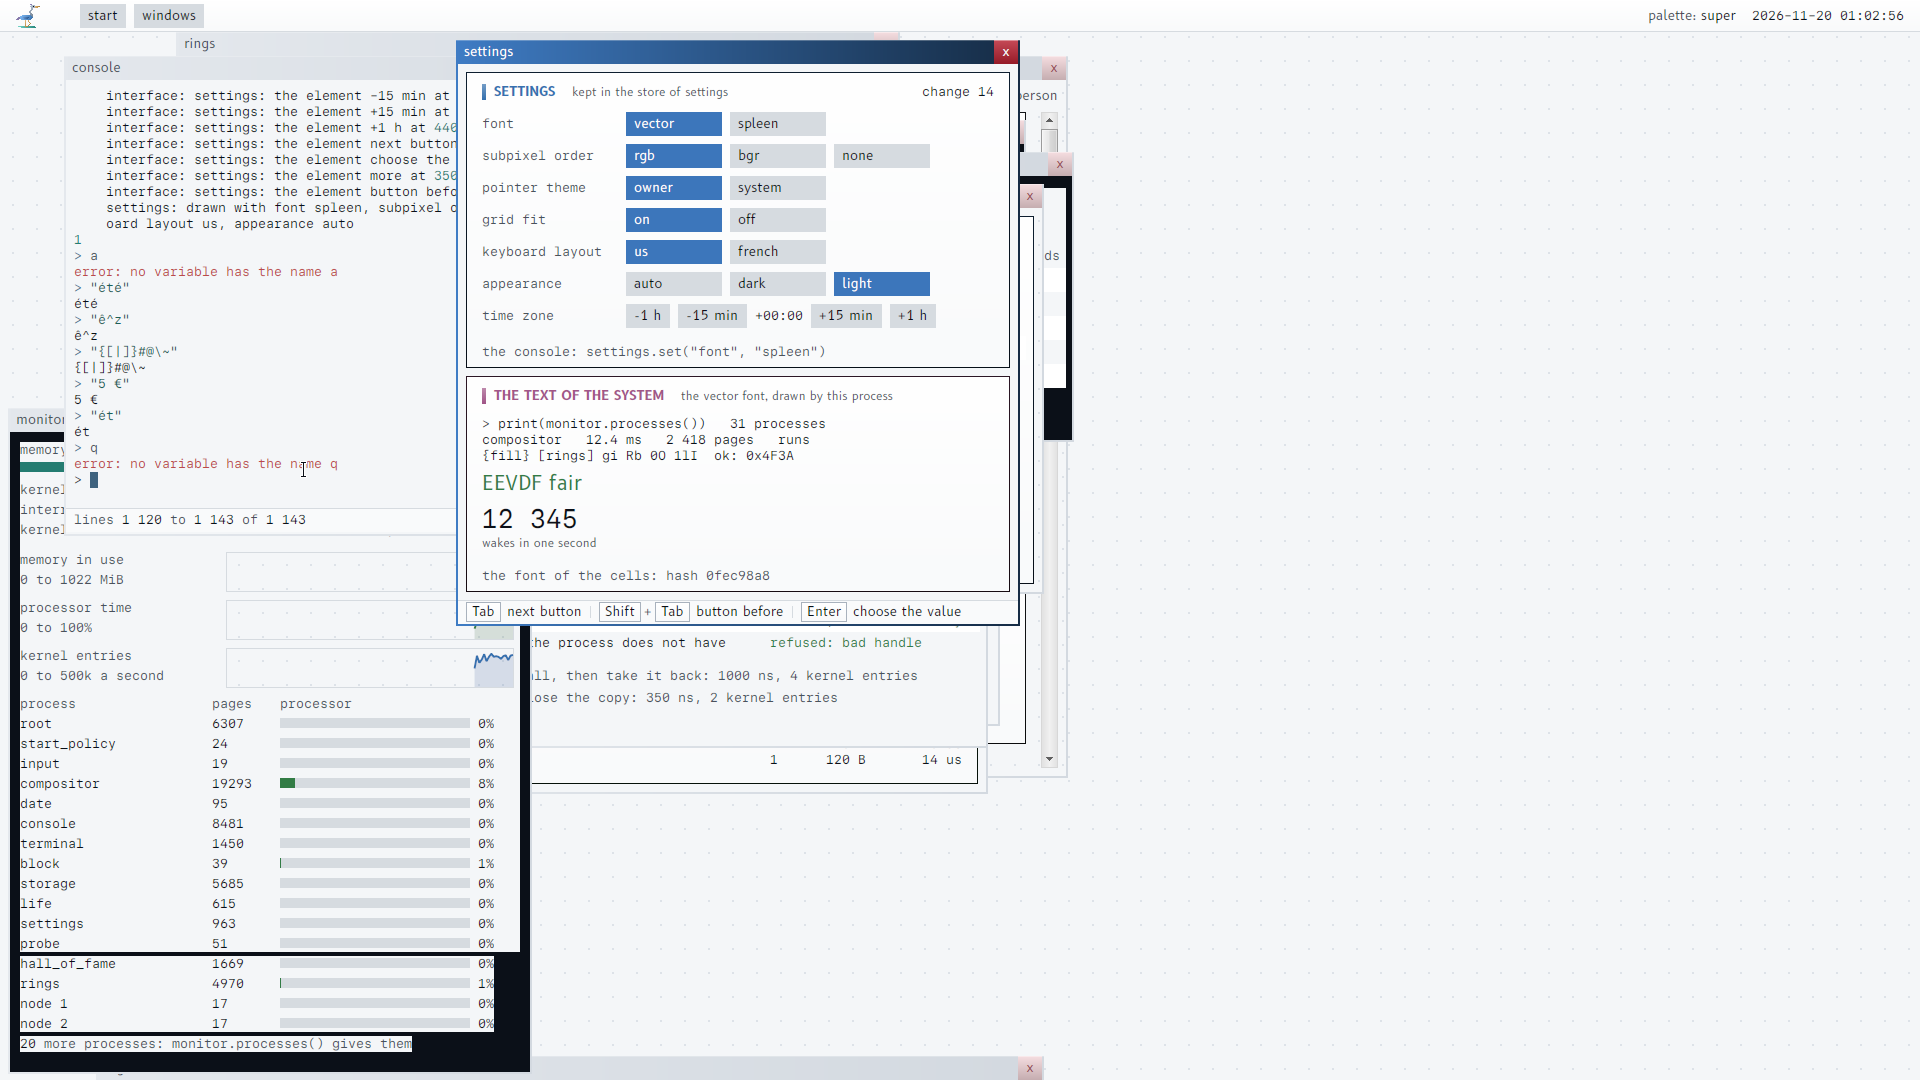 start windows palette: super 2026-11-20 01:02:56
rings
console
interface: settings: the element -15 min at
interface: settings: the element +15 min at
interface: settings: the element +1 h at 440
interface: settings: the element next button
interface: settings: the element choose the
interface: settings: the element more at 350
interface: settings: the element button befo
settings: drawn with font spleen, subpixel
oard layout us, appearance auto
1
> a
error: no variable has the name a
> "été"
été
> "ê^z"
ê^z
> "{[|]}#@\~"
{[|]}#@\~
> "5 €"
5 €
> "ét"
ét
> q
error: no variable has the name q
>
lines 1 120 to 1 143 of 1 143
settings x
SETTINGS kept in the store of settings change 14
font vector spleen
subpixel order rgb bgr none
pointer theme owner system
grid fit on off
keyboard layout us french
appearance auto dark light
time zone -1 h -15 min +00:00 +15 min +1 h
the console: settings.set("font", "spleen")
THE TEXT OF THE SYSTEM the vector font, drawn by this process
> print(monitor.processes()) 31 processes
compositor 12.4 ms 2 418 pages runs
{fill} [rings] gi Rb 0O 1lI ok: 0x4F3A
EEVDF fair
12 345
wakes in one second
the font of the cells: hash 0fec98a8
Tab next button Shift + Tab button before Enter choose the value
x
erson
x
x
ds
the process does not have refused: bad handle
all, then take it back: 1000 ns, 4 kernel entries
ose the copy: 350 ns, 2 kernel entries
1 120 B 14 us
x
monitor
memory
kernel
inter
kernel
memory in use
0 to 1022 MiB
processor time
0 to 100%
kernel entries
0 to 500k a second
process pages processor
root 6307 0%
start_policy 24 0%
input 19 0%
compositor 19293 8%
date 95 0%
console 8481 0%
terminal 1450 0%
block 39 1%
storage 5685 0%
life 615 0%
settings 963 0%
probe 51 0%
hall_of_fame 1669 0%
rings 4970 1%
node 1 17 0%
node 2 17 0%
20 more processes: monitor.processes() gives them